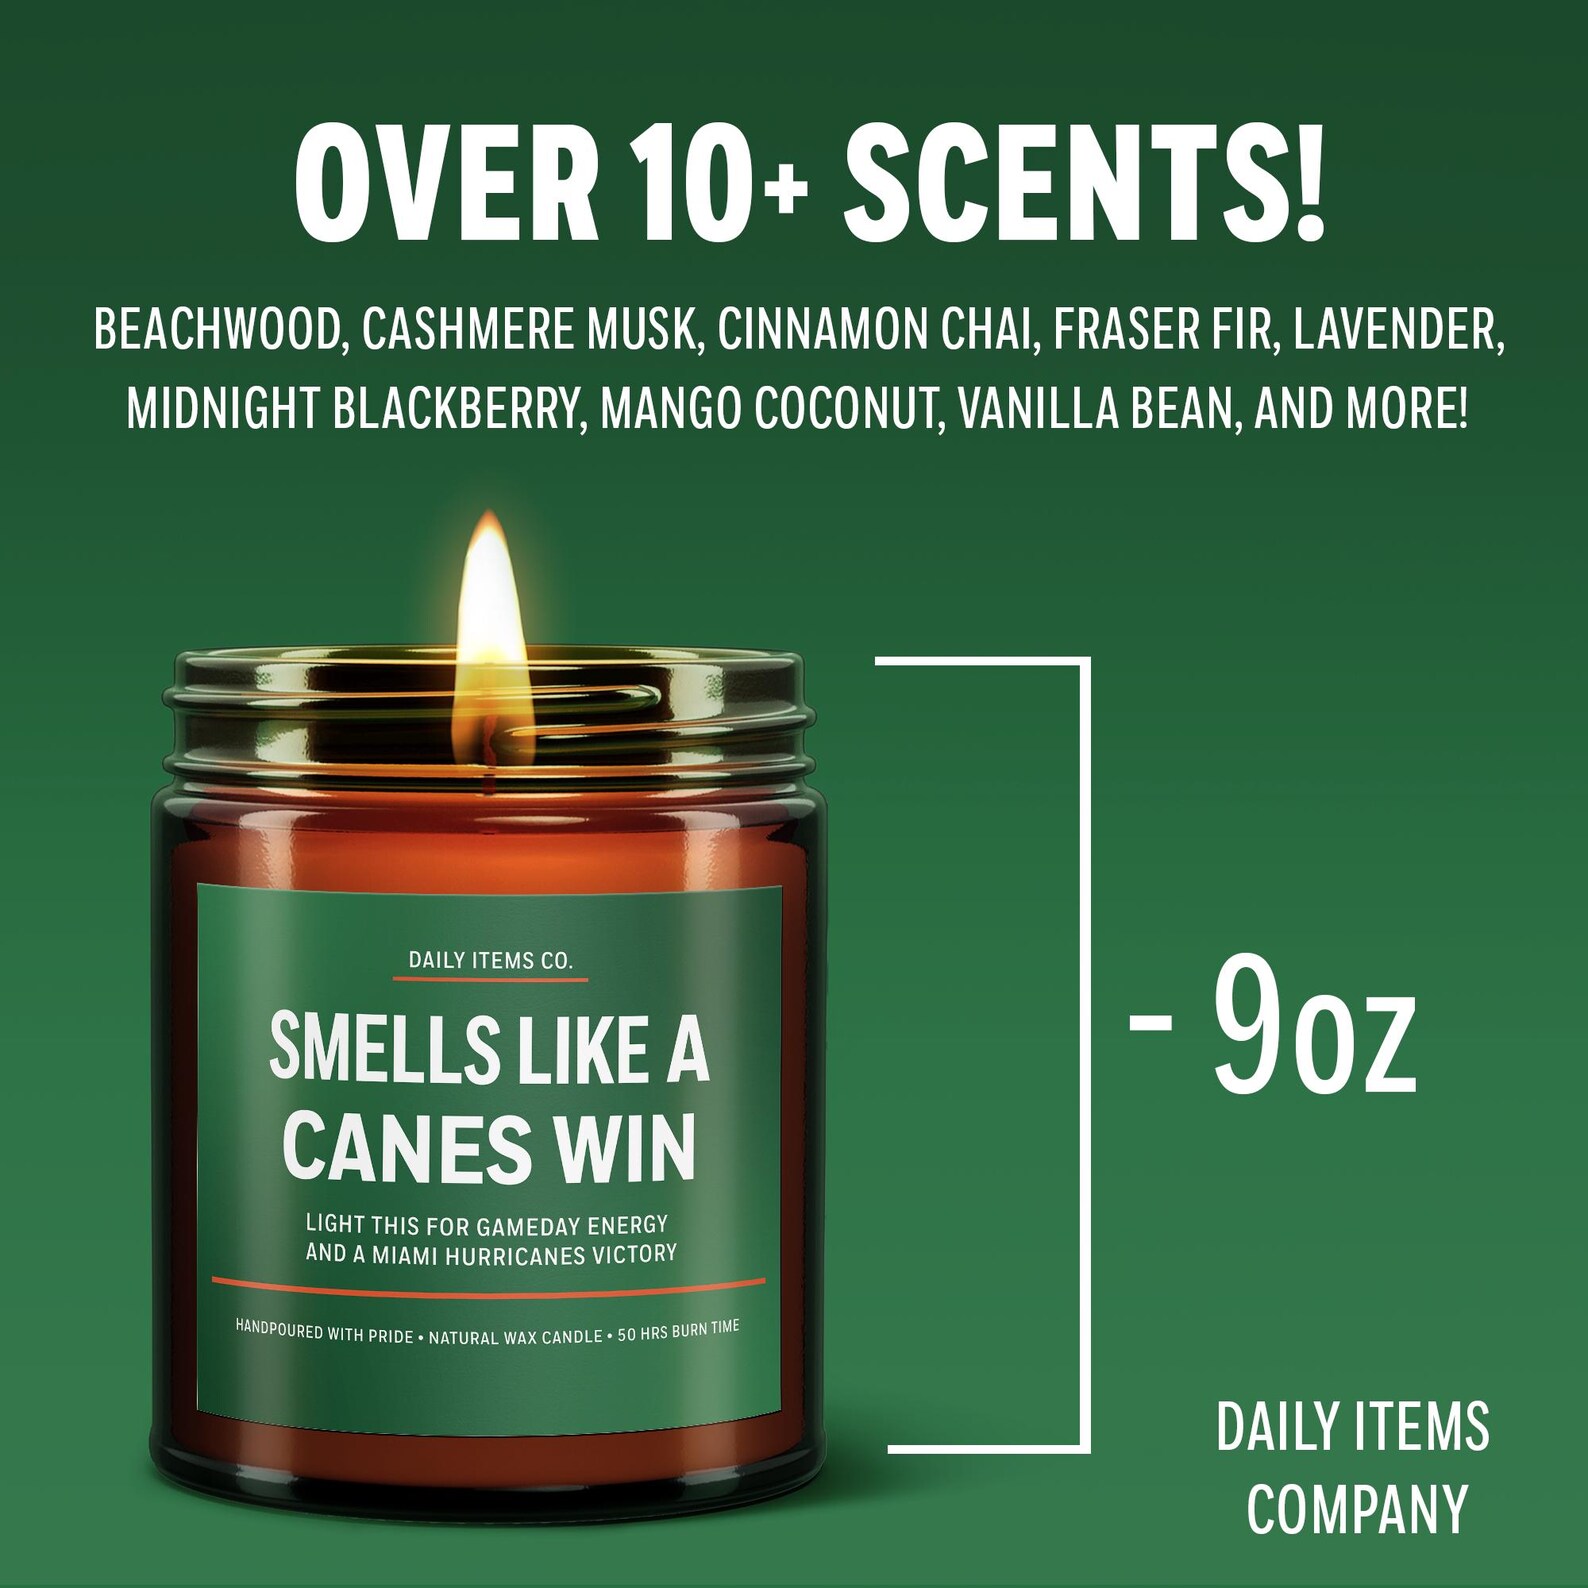 OVER 10+ SCENTS!
BEACHWOOD, CASHMERE MUSK, CINNAMON CHAI, FRASER FIR, LAVENDER,
MIDNIGHT BLACKBERRY, MANGO COCONUT, VANILLA BEAN, AND MORE!
DAILY ITEMS CO.
SMELLS LIKE A
CANES WIN
LIGHT THIS FOR GAMEDAY ENERGY
AND A MIAMI HURRICANES VICTORY
HANDPOURED WITH PRIDE • NATURAL WAX CANDLE • 50 HRS BURN TIME
- 9oz
DAILY ITEMS
COMPANY